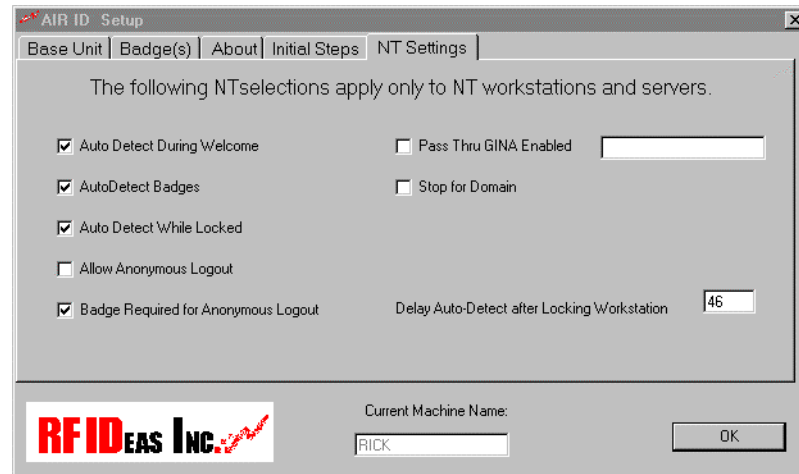 AIR ID Setup
Base Unit Badge(s) About Initial Steps NT Settings
The following NTselections apply only to NT workstations and servers.
Auto Detect During Welcome
AutoDetect Badges
Auto Detect While Locked
Allow Anonymous Logout
Badge Required for Anonymous Logout
Pass Thru GINA Enabled
Stop for Domain
Delay Auto-Detect after Locking Workstation 46
RF IDEAS INC.
Current Machine Name:
RICK
OK